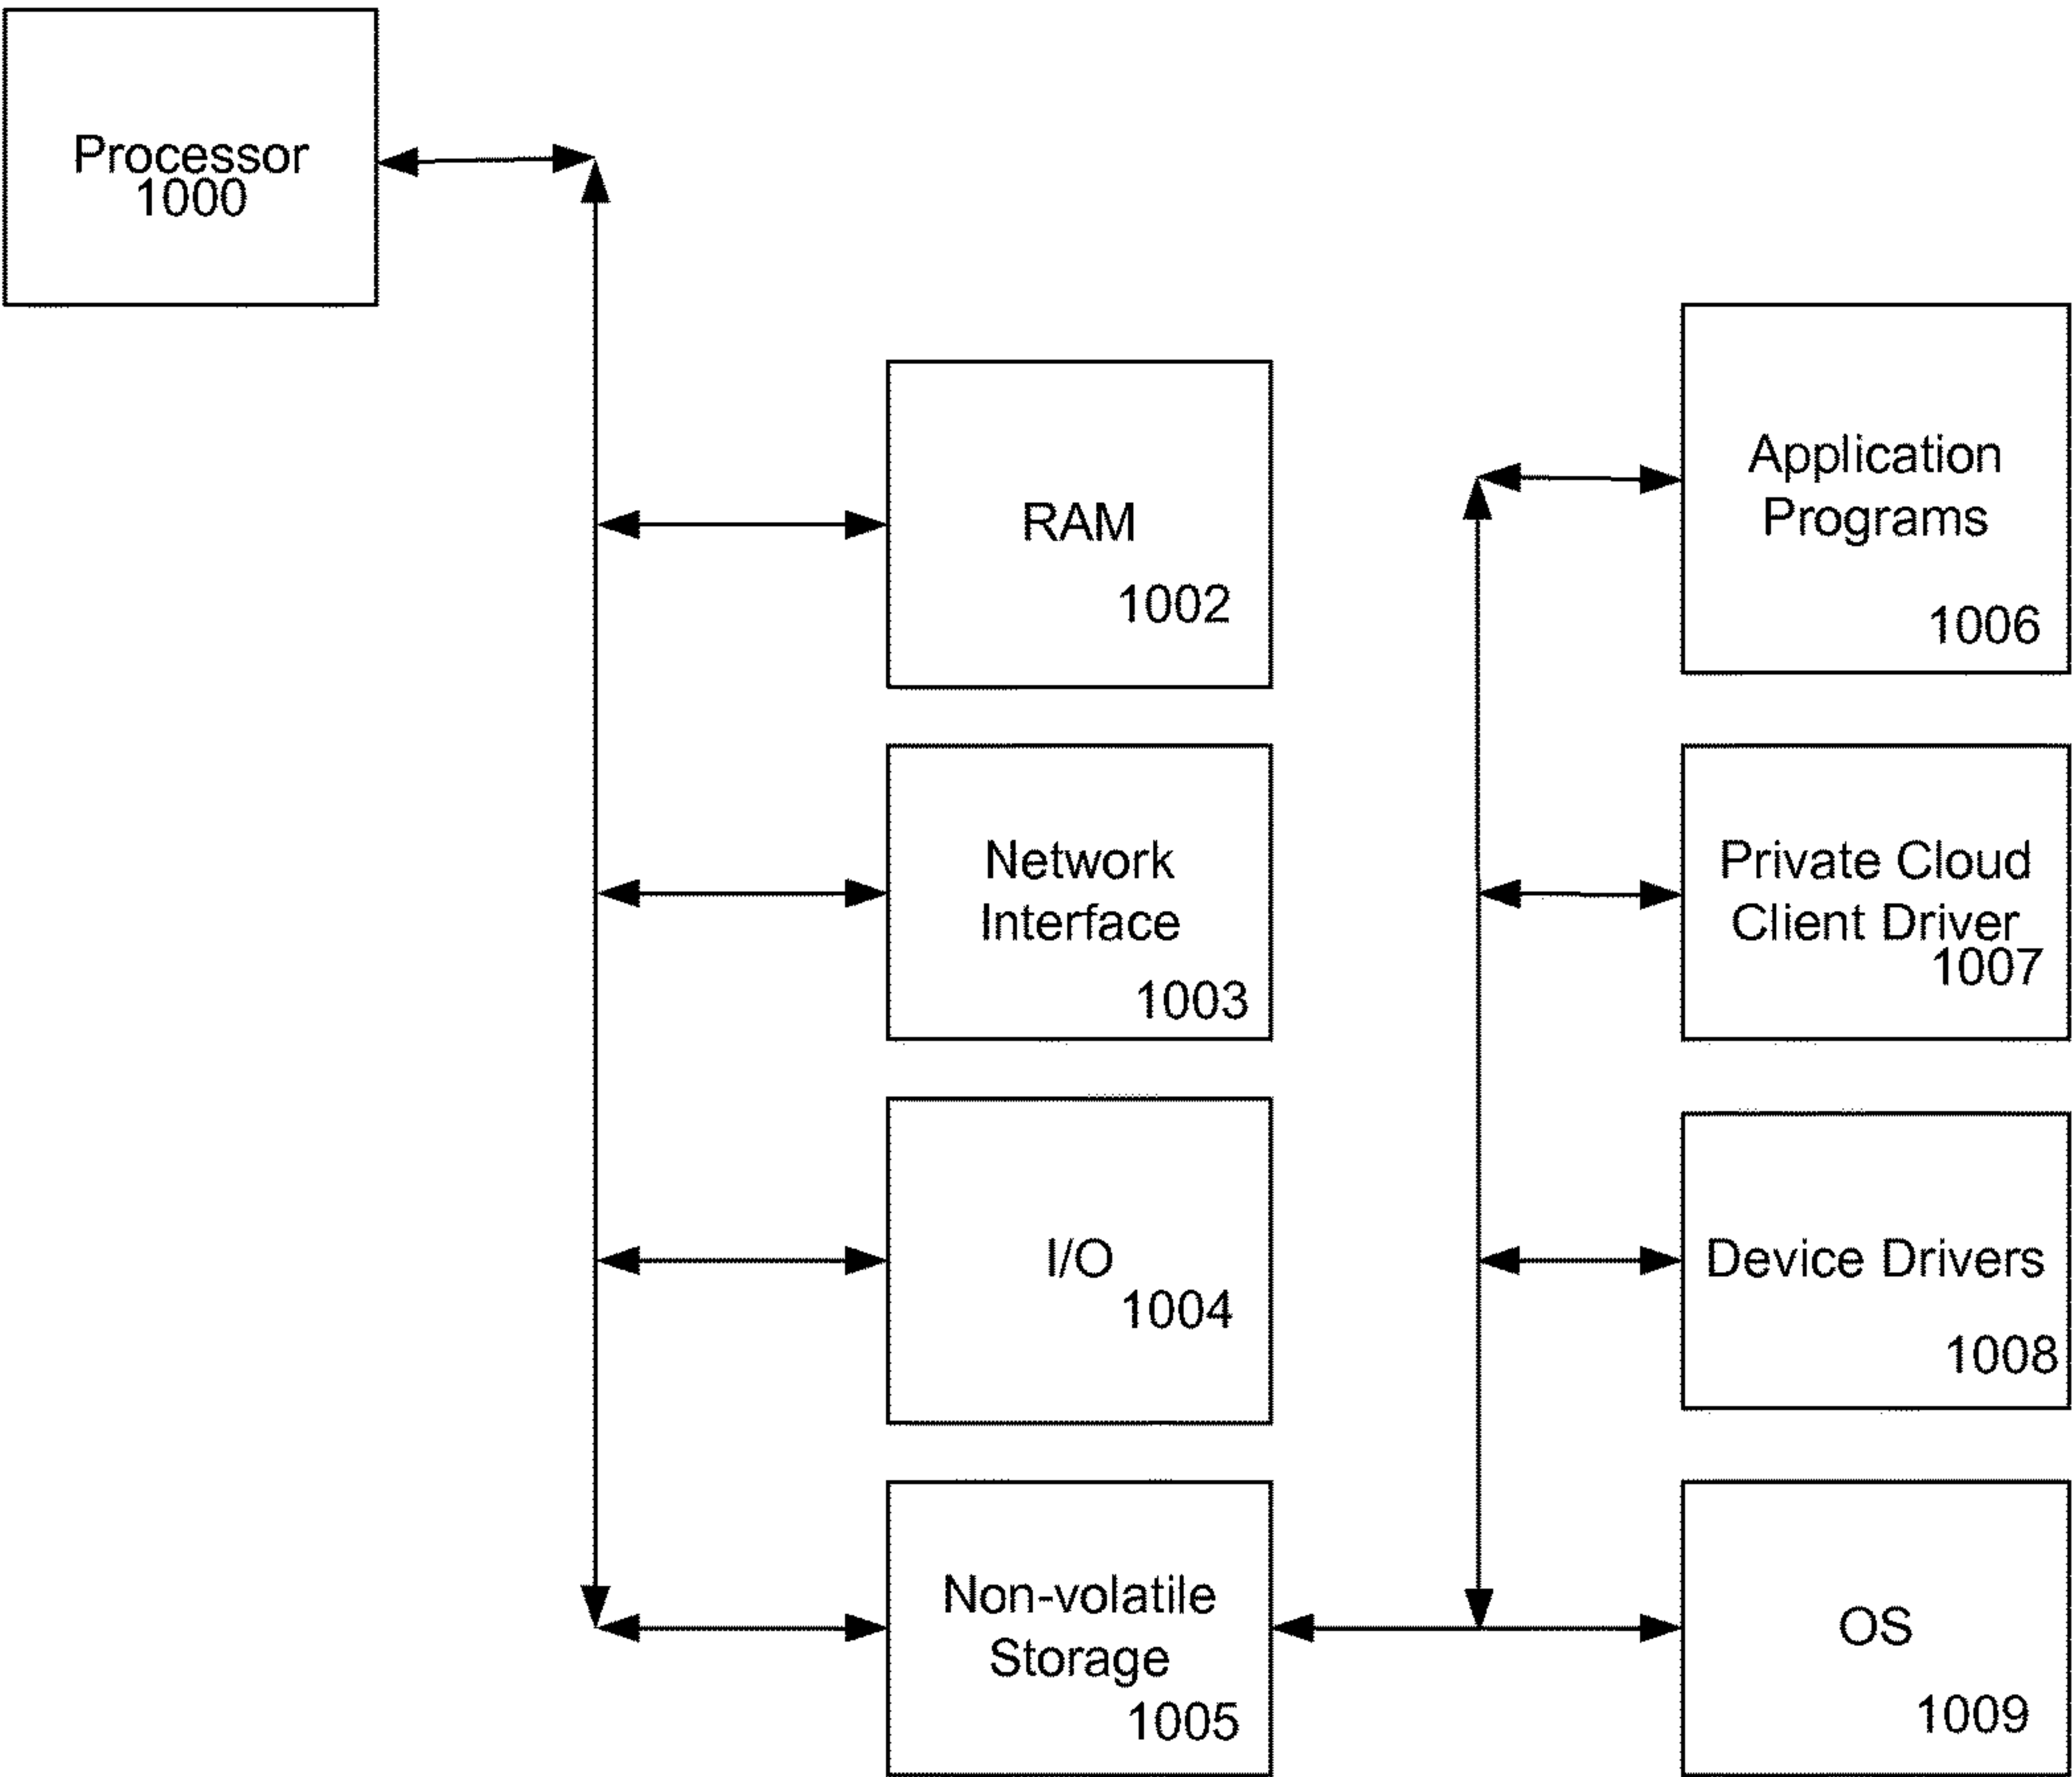 Processor
1000
RAM
1002
Network
Interface
1003
I/O
1004
Non-volatile
Storage
1005
Application
Programs
1006
Private Cloud
Client Driver
1007
Device Drivers
1008
OS
1009